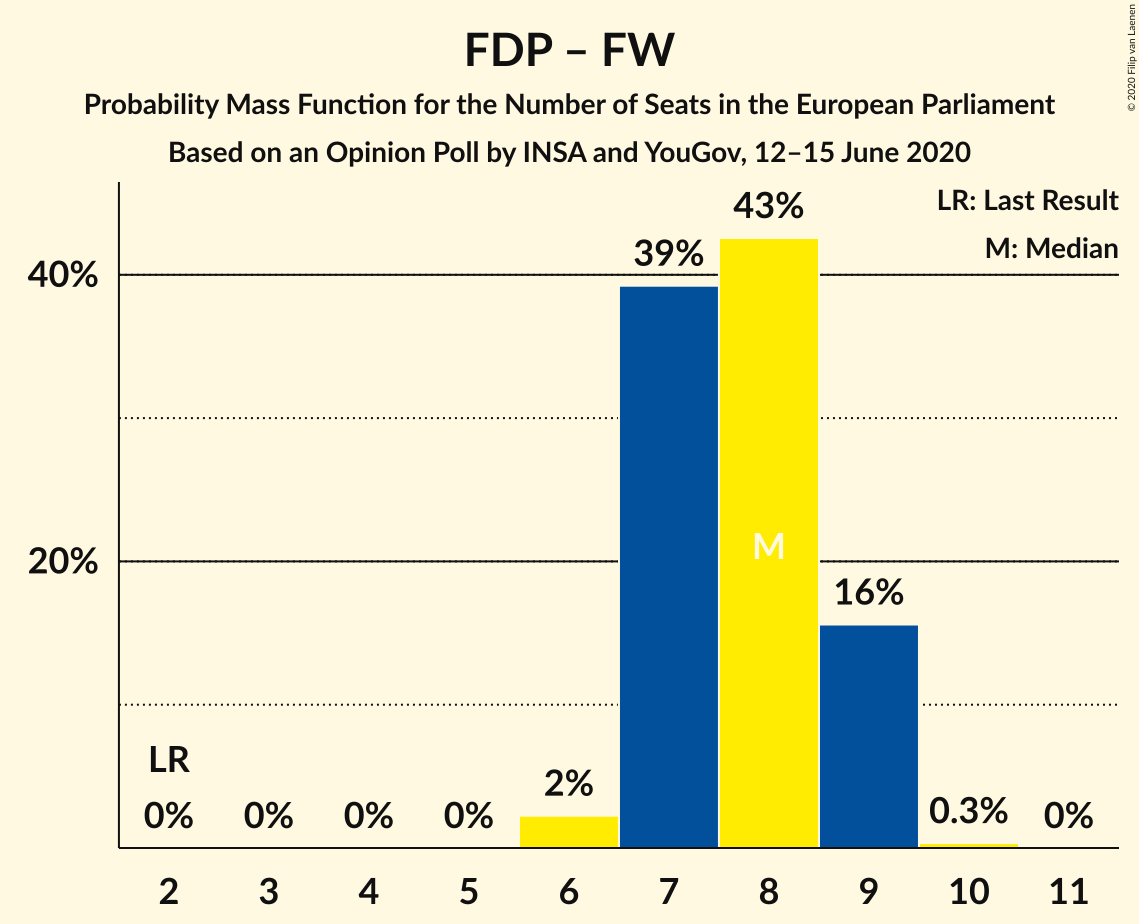 FDP – FW
Probability Mass Function for the Number of Seats in the European Parliament
Based on an Opinion Poll by INSA and YouGov, 12–15 June 2020
© 2020 Filip van Laenen
LR: Last Result
M: Median
40%
20%
LR
0%
0%
0%
0%
2%
39%
43%
M
16%
0.3%
0%
2 3 4 5 6 7 8 9 10 11